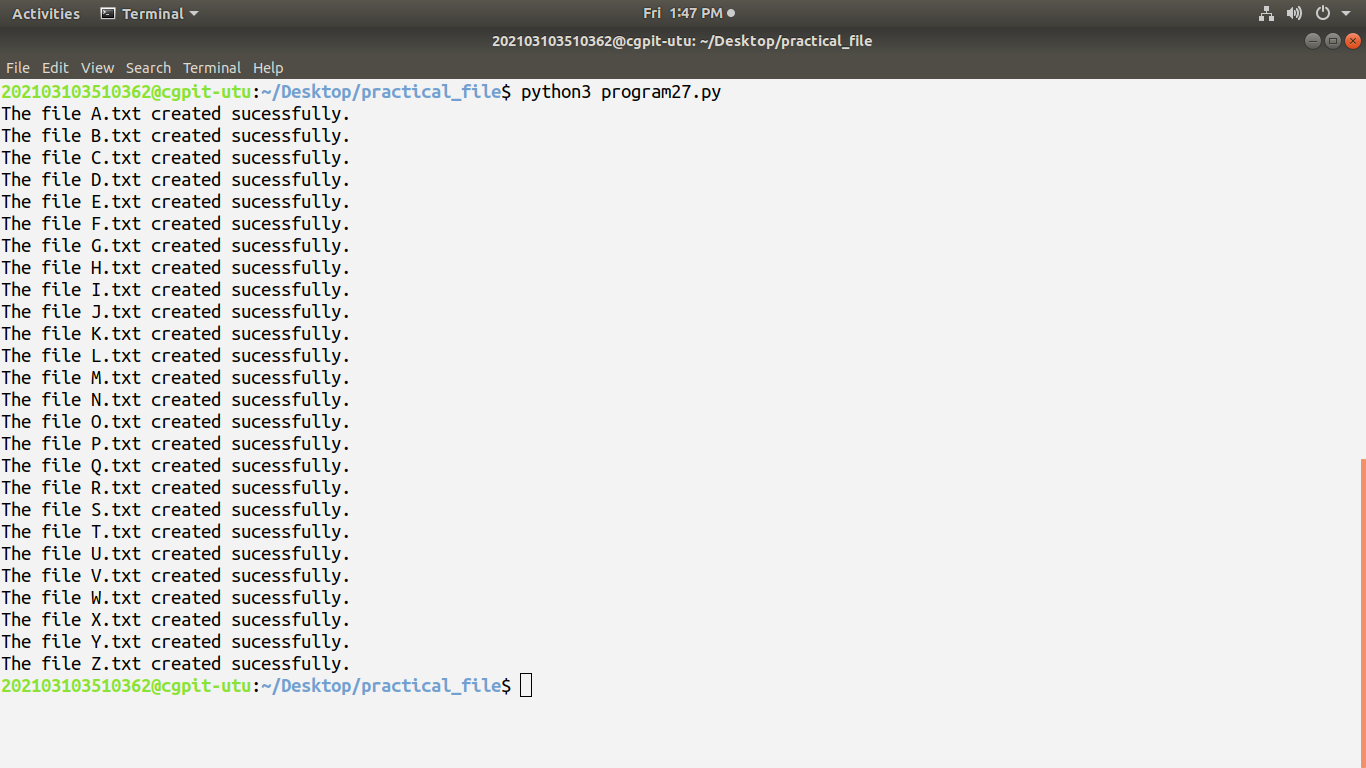 Activities Terminal Fri 1:47 PM
202103103510362@cgpit-utu: ~/Desktop/practical_file
File Edit View Search Terminal Help
202103103510362@cgpit-utu:~/Desktop/practical_file$ python3 program27.py
The file A.txt created sucessfully.
The file B.txt created sucessfully.
The file C.txt created sucessfully.
The file D.txt created sucessfully.
The file E.txt created sucessfully.
The file F.txt created sucessfully.
The file G.txt created sucessfully.
The file H.txt created sucessfully.
The file I.txt created sucessfully.
The file J.txt created sucessfully.
The file K.txt created sucessfully.
The file L.txt created sucessfully.
The file M.txt created sucessfully.
The file N.txt created sucessfully.
The file O.txt created sucessfully.
The file P.txt created sucessfully.
The file Q.txt created sucessfully.
The file R.txt created sucessfully.
The file S.txt created sucessfully.
The file T.txt created sucessfully.
The file U.txt created sucessfully.
The file V.txt created sucessfully.
The file W.txt created sucessfully.
The file X.txt created sucessfully.
The file Y.txt created sucessfully.
The file Z.txt created sucessfully.
202103103510362@cgpit-utu:~/Desktop/practical_file$